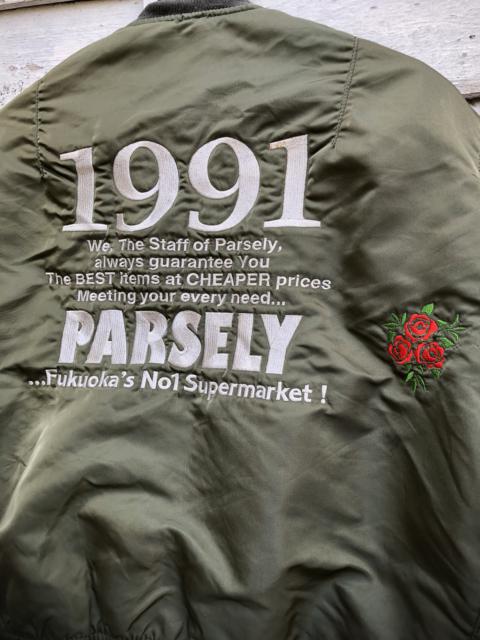 1991
We, The Staff of Parsely,
always guarantee You
The BEST items at CHEAPER prices
Meeting your every need...
PARSELY
...Fukuoka's No1 Supermarket !